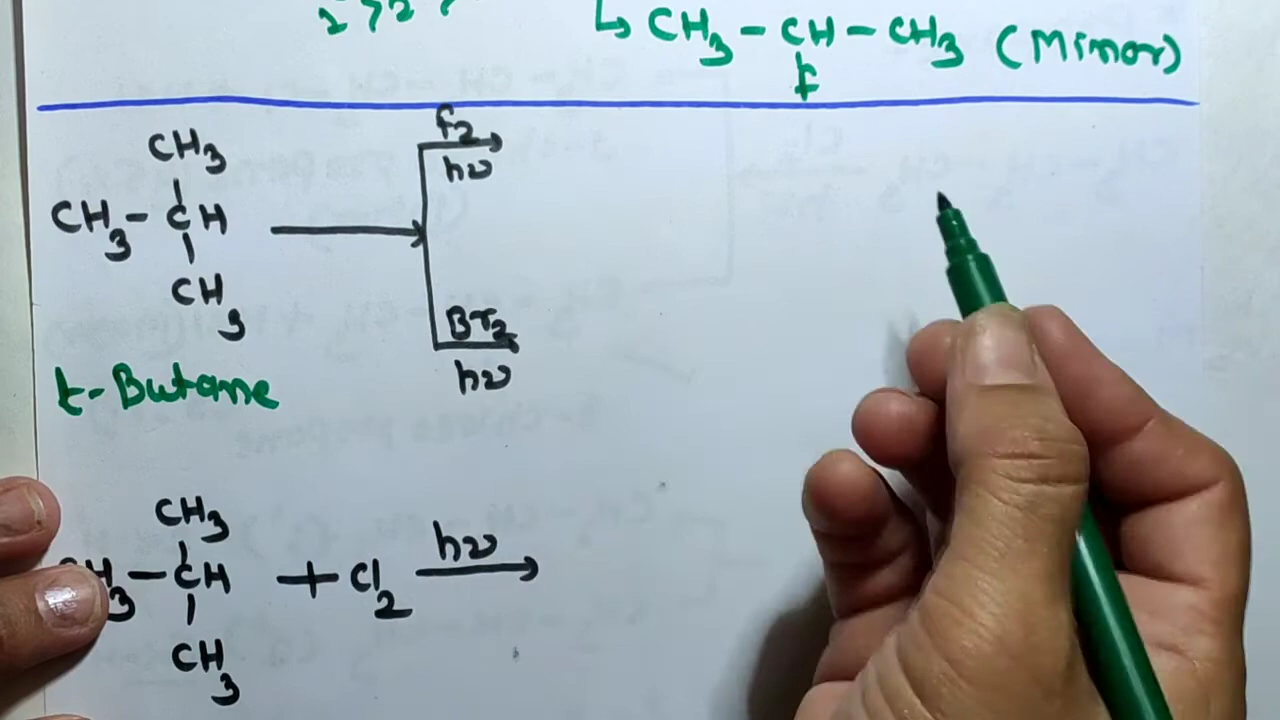 ↳ CH3 - CH - CH3 (Minor)
F
CH3
CH3 - CH
CH3
F2
hν
Br2
hν
t-Butane
CH3
CH3 - CH + Cl2 hν →
CH3